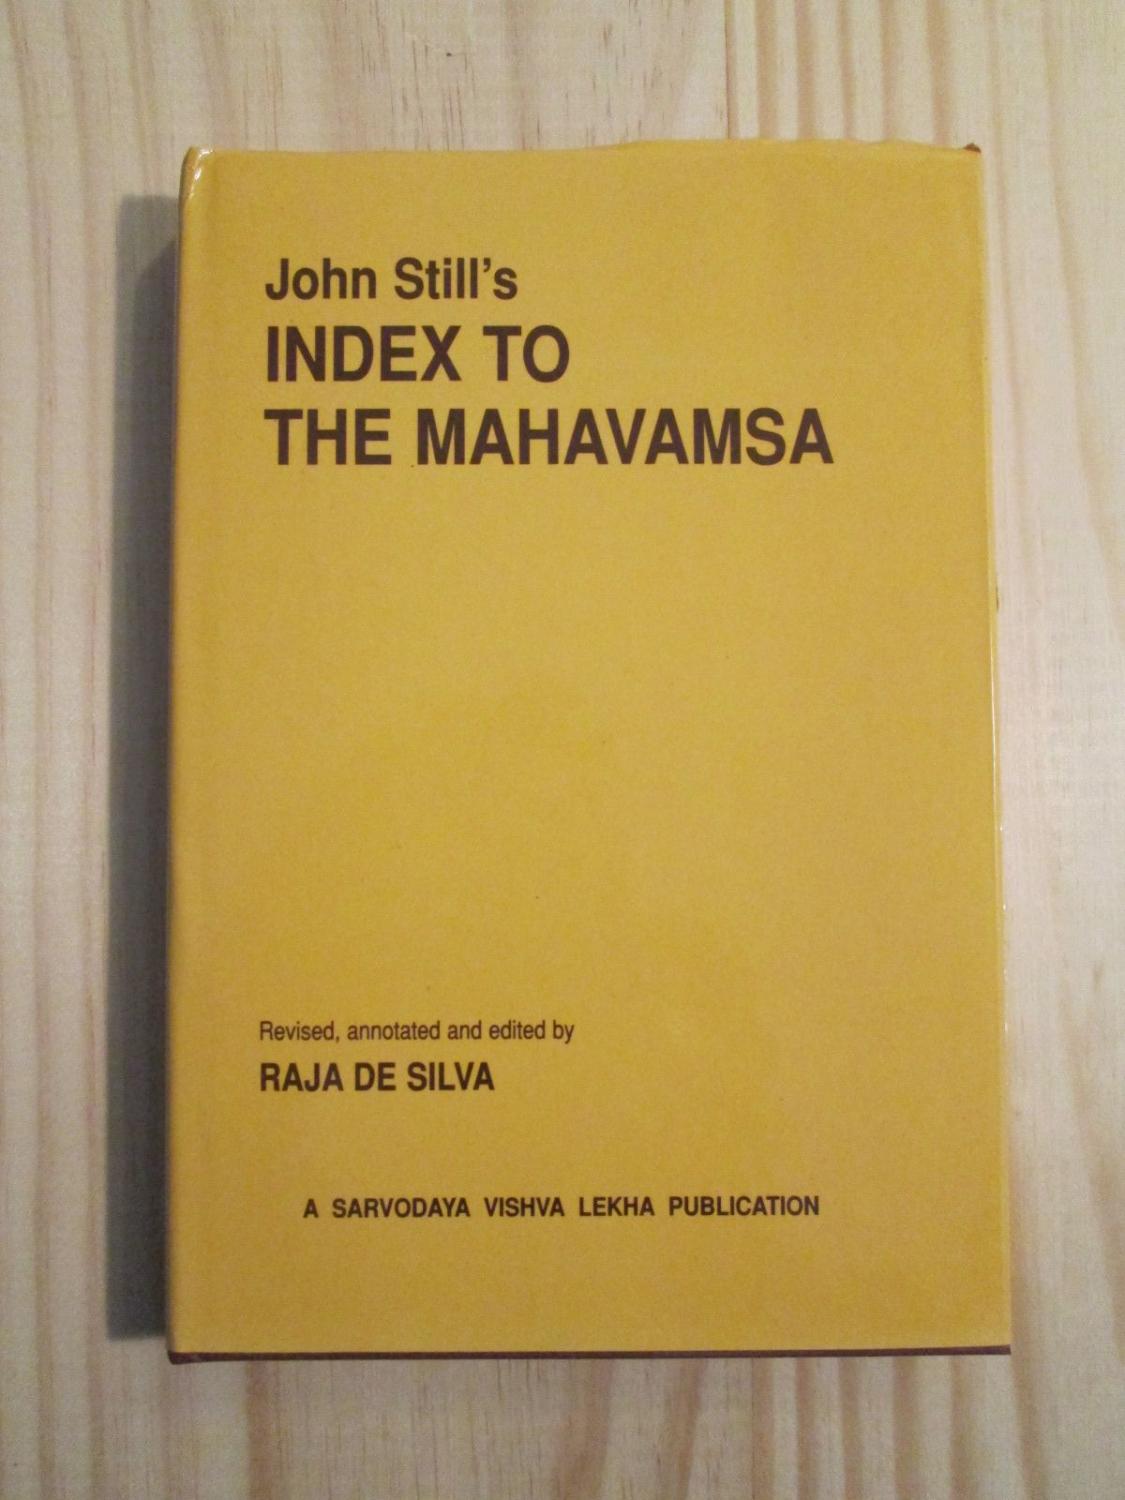 John Still’s
INDEX TO
THE MAHAVAMSA
Revised, annotated and edited by
RAJA DE SILVA
A SARVODAYA VISHVA LEKHA PUBLICATION